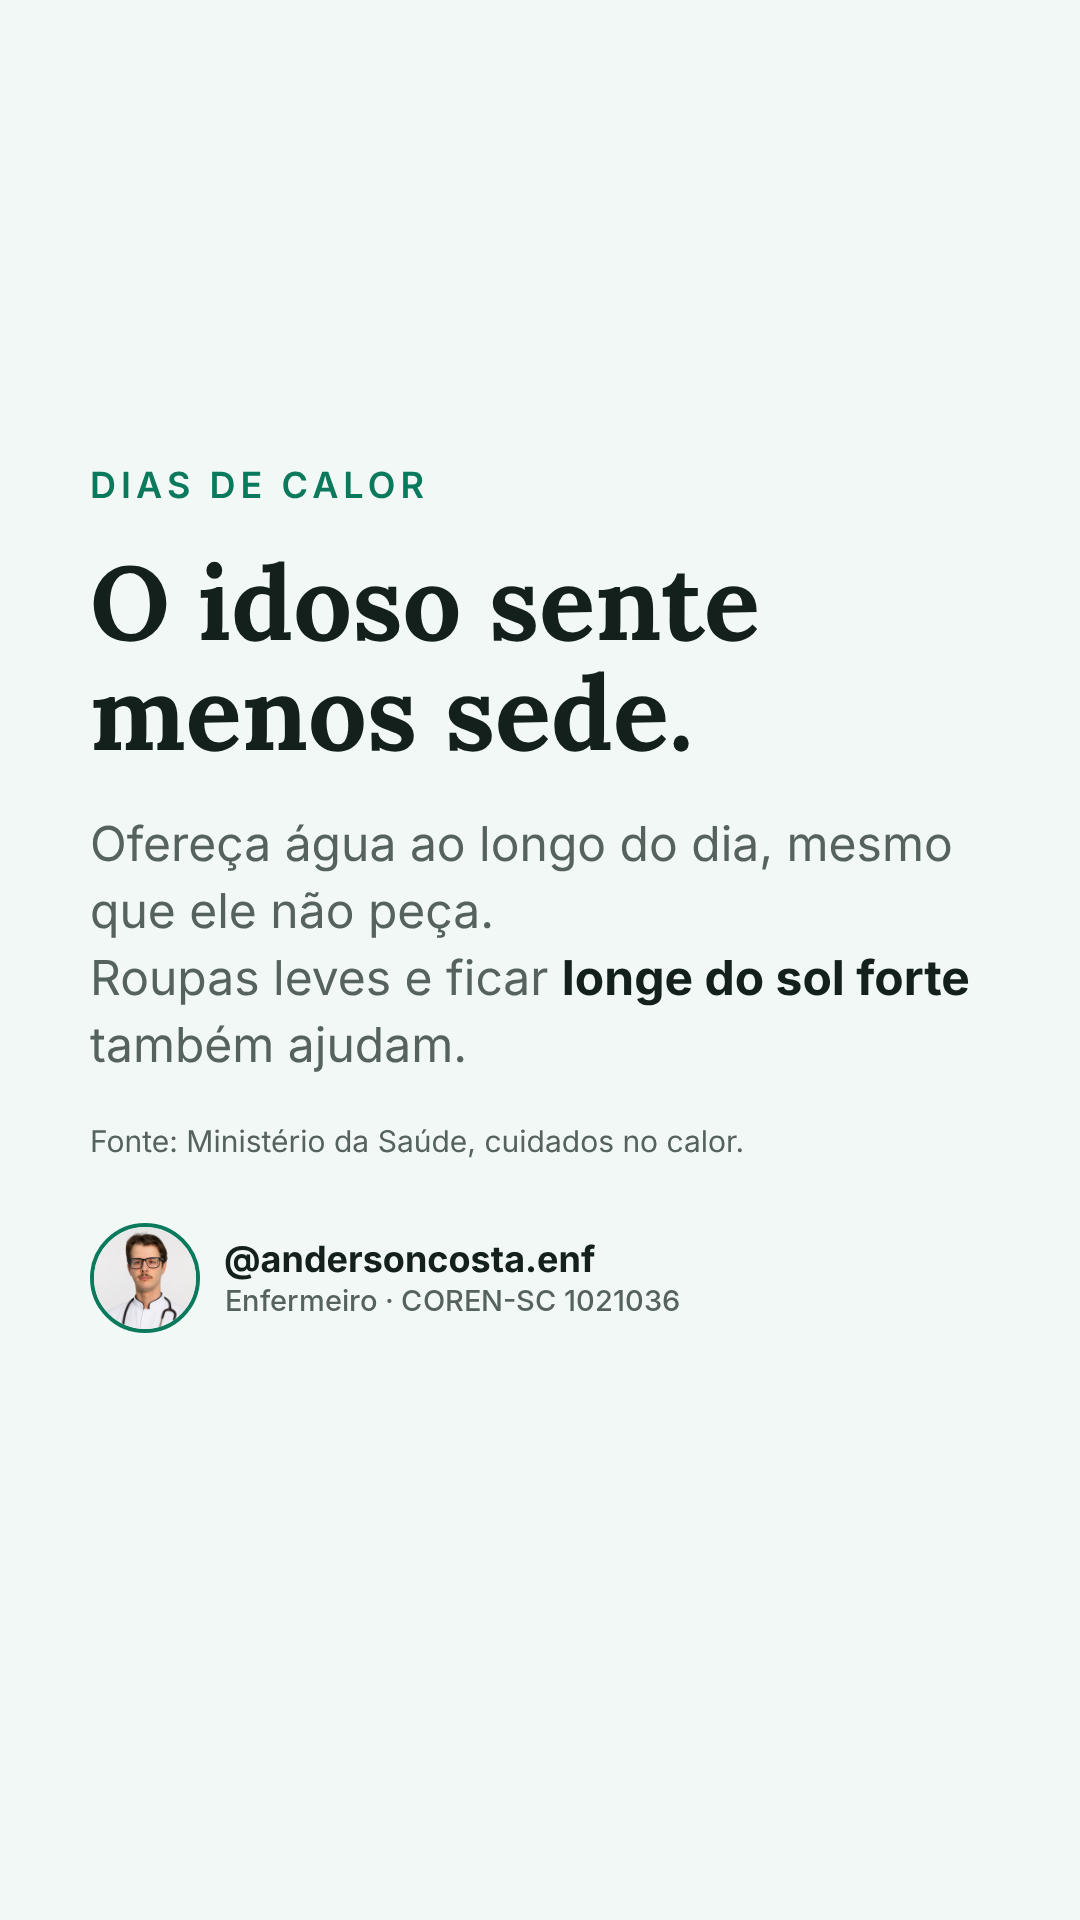 DIAS DE CALOR
O idoso sente
menos sede.
Ofereça água ao longo do dia, mesmo
que ele não peça.
Roupas leves e ficar longe do sol forte
também ajudam.
Fonte: Ministério da Saúde, cuidados no calor.
@andersoncosta.enf
Enfermeiro · COREN-SC 1021036